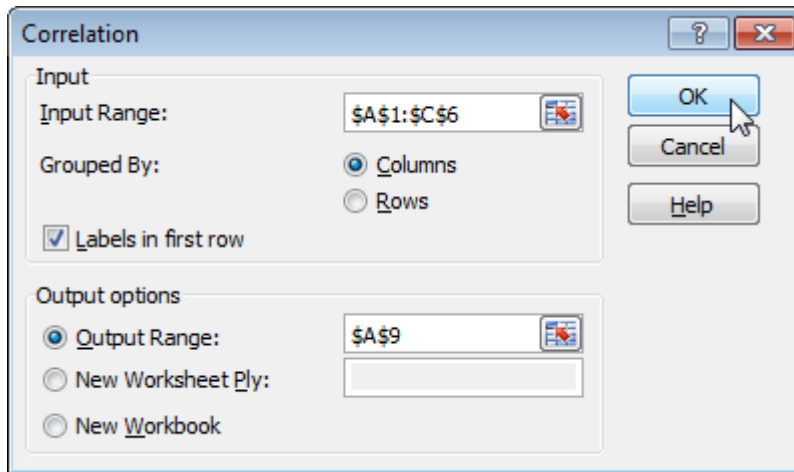 Correlation
Input
Input Range: $A$1:$C$6
Grouped By: Columns
Rows
Labels in first row
OK
Cancel
Help
Output options
Output Range: $A$9
New Worksheet Ply:
New Workbook